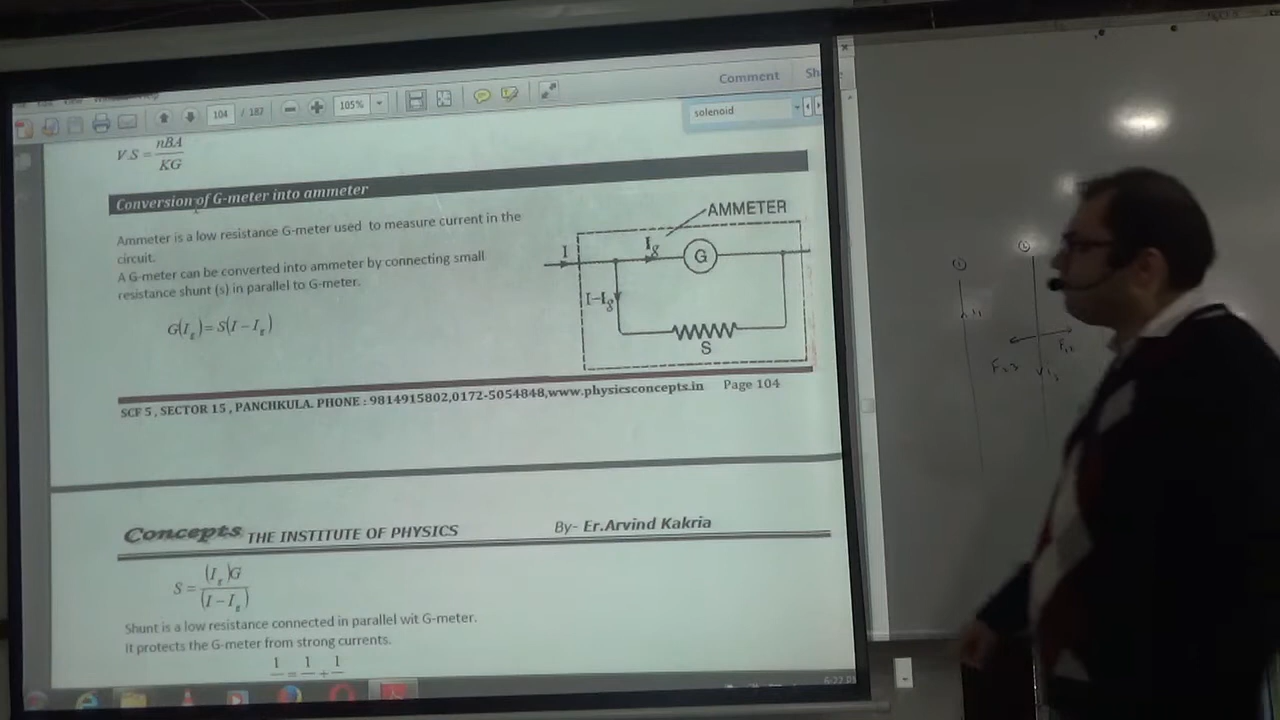 Comment
104 / 187
105%
solenoid
V.S = nBA / KG
Conversion of G-meter into ammeter
Ammeter is a low resistance G-meter used to measure current in the
circuit.
A G-meter can be converted into ammeter by connecting small
resistance shunt (s) in parallel to G-meter.
G(I_g) = S(I - I_g)
AMMETER
I
I_g
G
I-I_g
S
SCF 5 , SECTOR 15 , PANCHKULA. PHONE : 9814915802,0172-5054848,www.physicsconcepts.in Page 104
Concepts THE INSTITUTE OF PHYSICS By- Er.Arvind Kakria
S = (I_g)G / (I - I_g)
Shunt is a low resistance connected in parallel wit G-meter.
It protects the G-meter from strong currents.
1 = 1 + 1